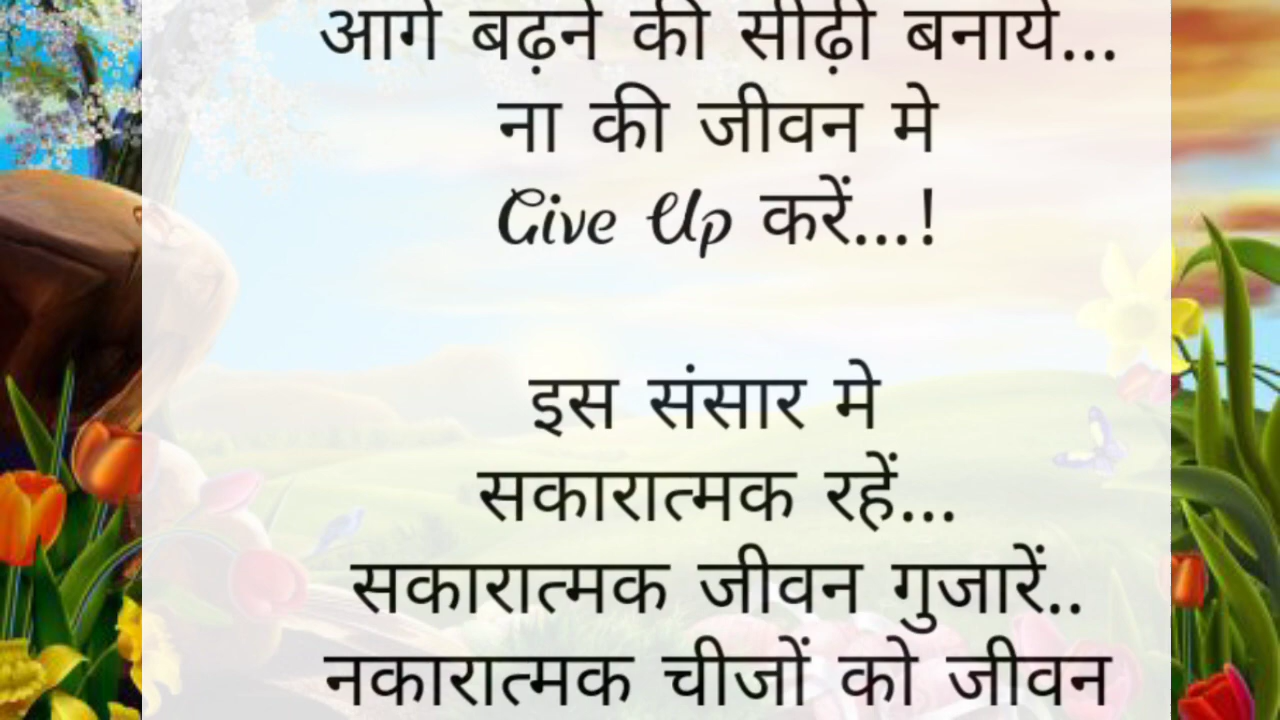 आगे बढ़ने की सीढ़ी बनाये...
ना की जीवन मे
Give Up करें...!
इस संसार मे
सकारात्मक रहें...
सकारात्मक जीवन गुजारें..
नकारात्मक चीजों को जीवन